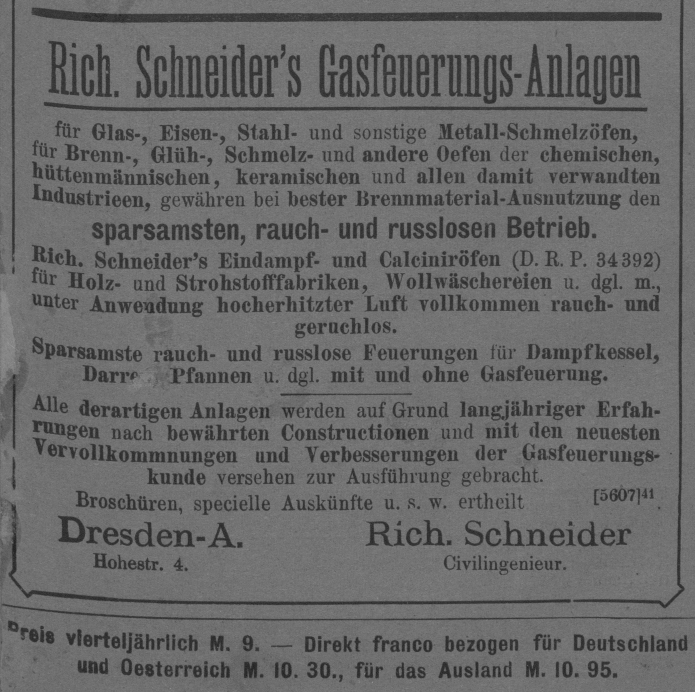 Rich. Schneider's Gasfeuerungs-Anlagen
für Glas-, Eisen-, Stahl- und sonstige Metall-Schmelzöfen,
für Brenn-, Glüh-, Schmelz- und andere Oefen der chemischen,
hüttenmännischen, keramischen und allen damit verwandten
Industrieen, gewähren bei bester Brennmaterial-Ausnutzung den
sparsamsten, rauch- und russlosen Betrieb.
Rich. Schneider's Eindampf- und Calciniröfen (D. R. P. 34392)
für Holz- und Strohstofffabriken, Wollwäschereien u. dgl. m.,
unter Anwendung hocherhitzter Luft vollkommen rauch- und
geruchlos.
Sparsamste rauch- und russlose Feuerungen für Dampfkessel,
Pfannen u. dgl. mit und ohne Gasfeuerung.
Alle derartigen Anlagen werden auf Grund langjähriger Erfah-
rungen nach bewährten Constructionen und mit den neuesten
Vervollkommnungen und Verbesserungen der Gasfeuerungs-
kunde versehen zur Ausführung gebracht.
Broschüren, specielle Auskünfte u. s. w. ertheilt [5607]41.
Dresden-A. Rich. Schneider
Hohestr. 4. Civilingenieur.
Preis vierteljährlich M. 9. — Direkt franco bezogen für Deutschland
und Oesterreich M. 10. 30., für das Ausland M. 10. 95.